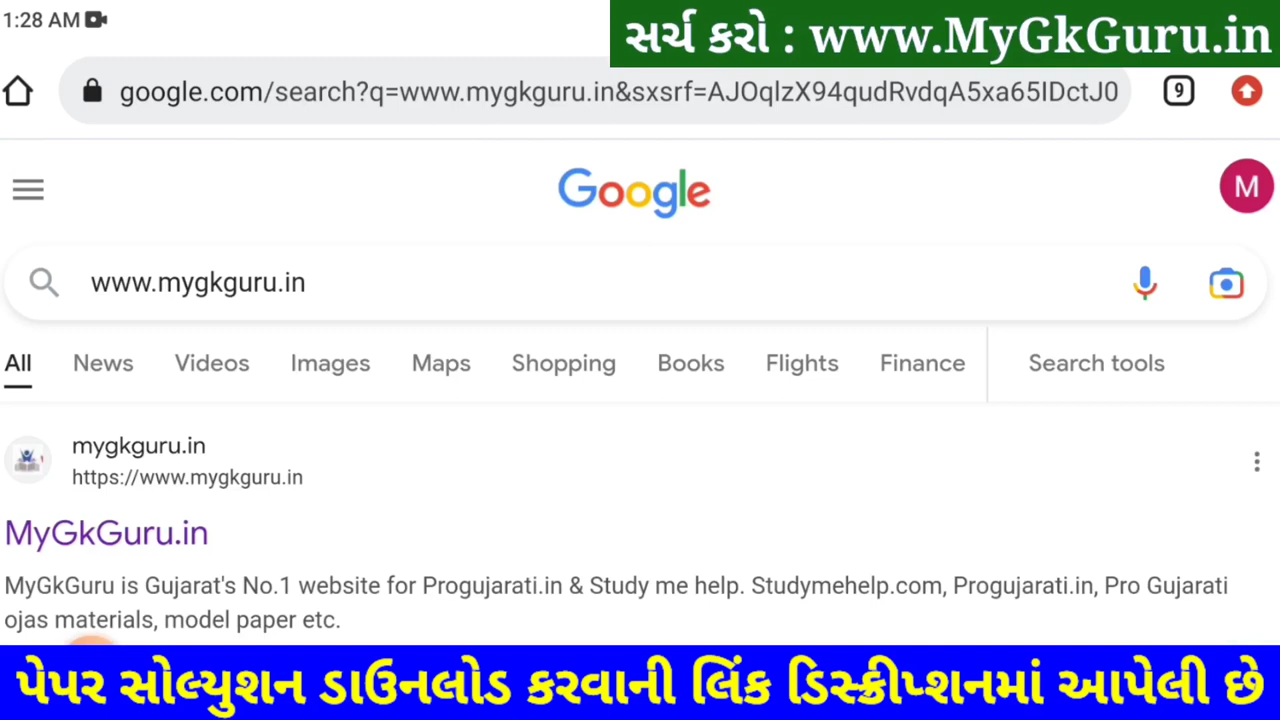 1:28 AM
સર્ચ કરો : www.MyGkGuru.in
google.com/search?q=www.mygkguru.in&sxsrf=AJOqlzX94qudRvdqA5xa65IDctJ0
9
Google
M
www.mygkguru.in
All News Videos Images Maps Shopping Books Flights Finance Search tools
mygkguru.in
https://www.mygkguru.in
MyGkGuru.in
MyGkGuru is Gujarat's No.1 website for Progujarati.in & Study me help. Studymehelp.com, Progujarati.in, Pro Gujarati
ojas materials, model paper etc.
પેપર સોલ્યુશન ડાઉનલોડ કરવાની લિંક ડિસ્ક્રીપ્શનમાં આપેલી છે